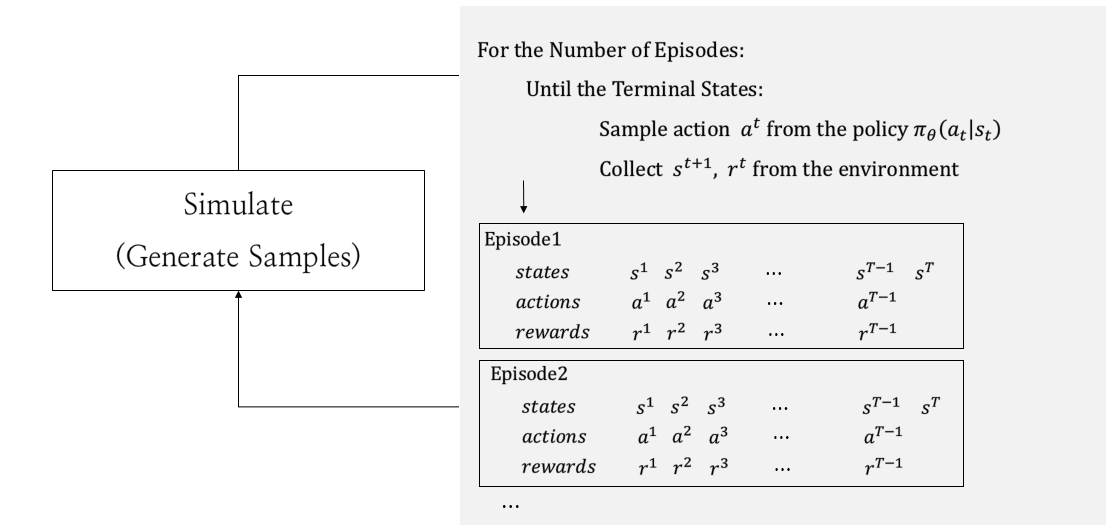 Simulate
(Generate Samples)
For the Number of Episodes:
Until the Terminal States:
Sample action a^t from the policy π_θ(a_t|s_t)
Collect s^{t+1}, r^t from the environment
Episode1
states s^1 s^2 s^3 ... s^{T−1} s^T
actions a^1 a^2 a^3 ... a^{T−1}
rewards r^1 r^2 r^3 ... r^{T−1}
Episode2
states s^1 s^2 s^3 ... s^{T−1} s^T
actions a^1 a^2 a^3 ... a^{T−1}
rewards r^1 r^2 r^3 ... r^{T−1}
...